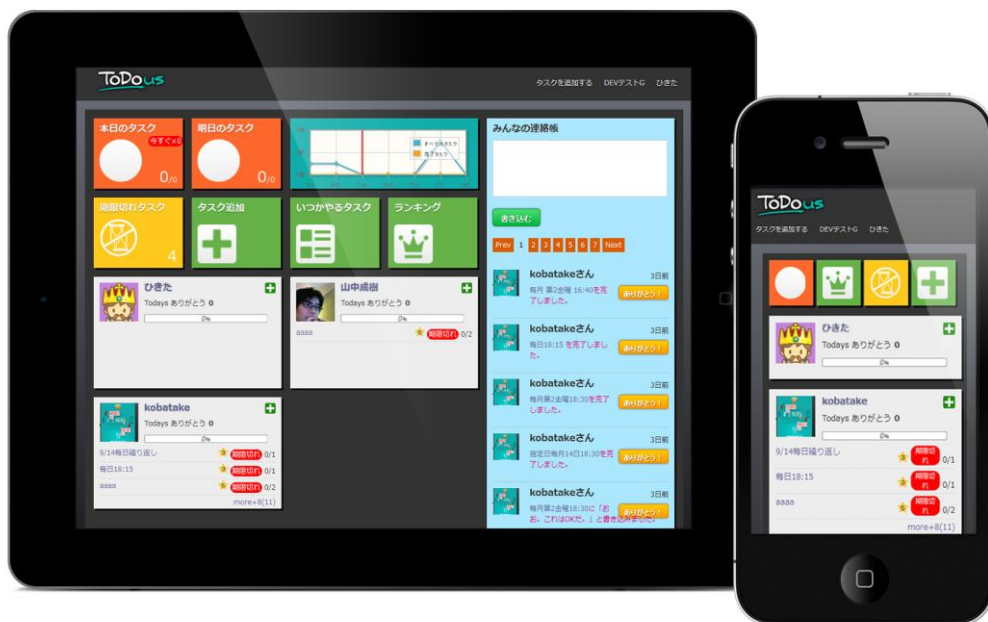 ToDous
タスクを追加する DEVテストG ひきた
本日のタスク
今すぐ×0
0/0
明日のタスク
0/0
すべてのタスク
完了タスク
期限切れタスク
4
タスク追加
いつかやるタスク
ランキング
ひきた
Todays ありがとう 0
0%
山中成樹
Todays ありがとう 0
0%
aaaa
期限切れ 0/2
kobatake
Todays ありがとう 0
0%
9/14毎日繰り返し
期限切れ 0/1
毎日18:15
期限切れ 0/1
aaaa
期限切れ 0/2
more+8(11)
みんなの連絡帳
書き込む
Prev 1 2 3 4 5 6 7 Next
kobatakeさん 3日前
毎月 第2金曜 16:40を完
了しました。
ありがとう!
kobatakeさん 3日前
毎日18:15 を完了しまし
た。
ありがとう!
kobatakeさん 3日前
毎月第2金曜18:30を完了
しました。
ありがとう!
kobatakeさん 3日前
指定日毎月14日18:30を完
了しました。
ありがとう!
kobatakeさん 3日前
毎月第2金曜18:30に「お
お。これはOKだ。」と書き込みました。
ありがとう!
ToDous
タスクを追加する DEVテストG ひきた
ひきた
Todays ありがとう 0
0%
kobatake
Todays ありがとう 0
0%
9/14毎日繰り返し
期限切
れ 0/1
毎日18:15
期限切
れ 0/1
aaaa
期限切
れ 0/2
more+8(11)